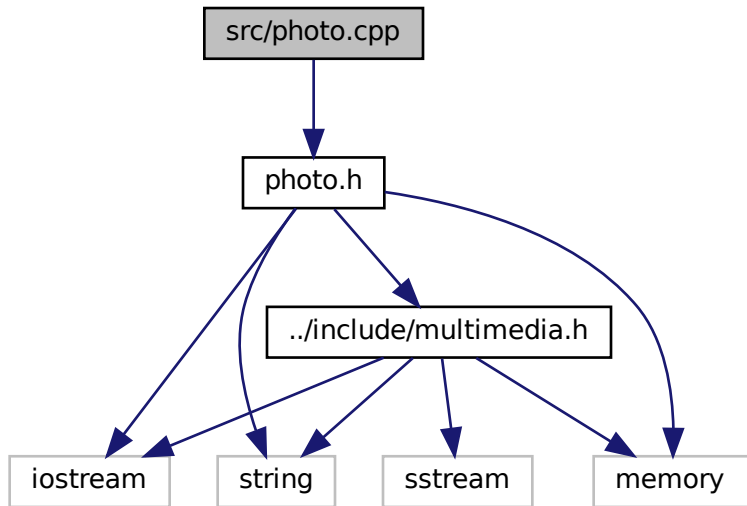 src/photo.cpp
photo.h
../include/multimedia.h
iostream
string
sstream
memory